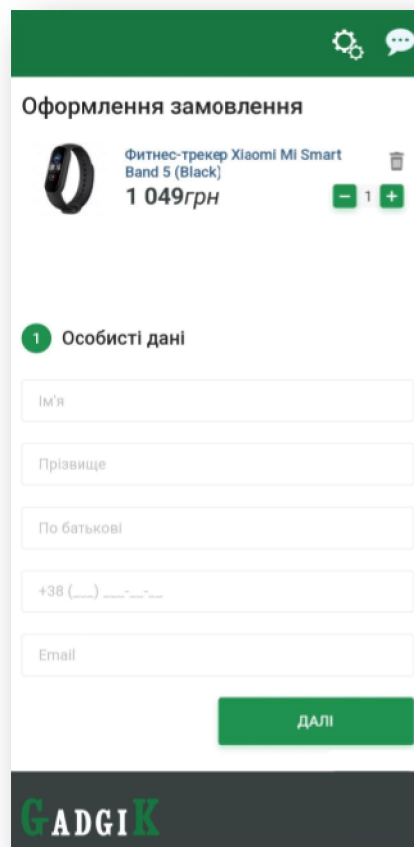 Оформлення замовлення
Фитнес-трекер Xiaomi Mi Smart
Band 5 (Black)
1 049грн
− 1 +
1 Особисті дані
Ім'я
Прізвище
По батькові
+38 (___) ___-__-__
Email
ДАЛІ
GADGIK